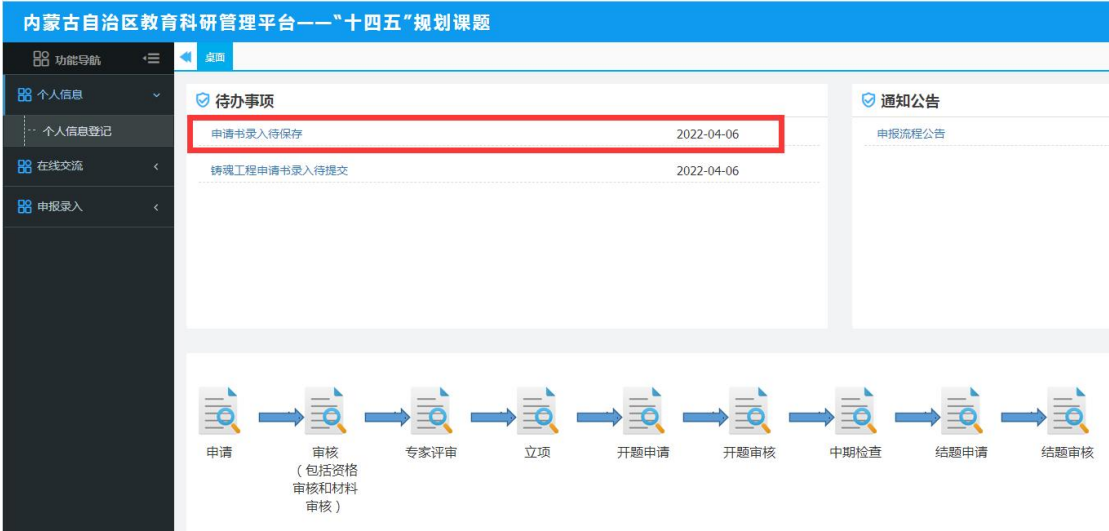 内蒙古自治区教育科研管理平台——“十四五”规划课题
功能导航
桌面
个人信息
个人信息登记
在线交流
申报录入
待办事项
申请书录入待保存 2022-04-06
铸魂工程申请书录入待提交 2022-04-06
通知公告
申报流程公告
申请
审核
（包括资格
审核和材料
审核）
专家评审
立项
开题申请
开题审核
中期检查
结题申请
结题审核